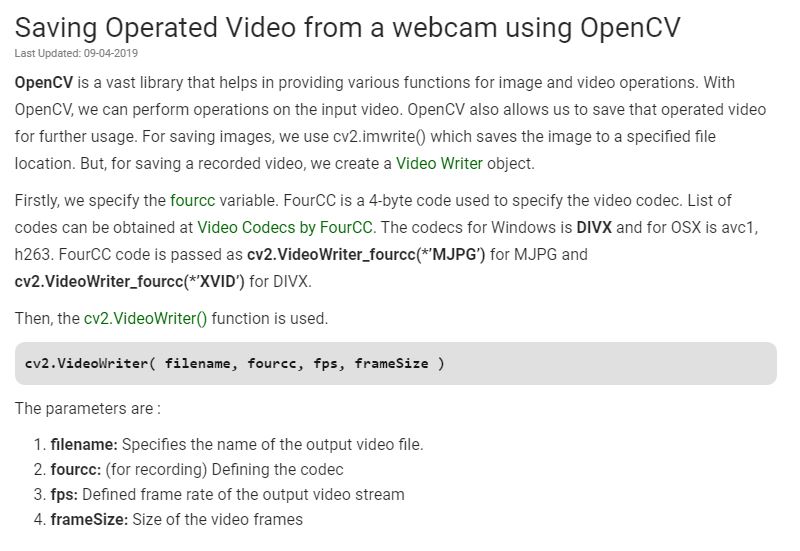 Saving Operated Video from a webcam using OpenCV
Last Updated: 09-04-2019
OpenCV is a vast library that helps in providing various functions for image and video operations. With
OpenCV, we can perform operations on the input video. OpenCV also allows us to save that operated video
for further usage. For saving images, we use cv2.imwrite() which saves the image to a specified file
location. But, for saving a recorded video, we create a Video Writer object.
Firstly, we specify the fourcc variable. FourCC is a 4-byte code used to specify the video codec. List of
codes can be obtained at Video Codecs by FourCC. The codecs for Windows is DIVX and for OSX is avc1,
h263. FourCC code is passed as cv2.VideoWriter_fourcc(*’MJPG’) for MJPG and
cv2.VideoWriter_fourcc(*’XVID’) for DIVX.
Then, the cv2.VideoWriter() function is used.
cv2.VideoWriter( filename, fourcc, fps, frameSize )
The parameters are :
1. filename: Specifies the name of the output video file.
2. fourcc: (for recording) Defining the codec
3. fps: Defined frame rate of the output video stream
4. frameSize: Size of the video frames